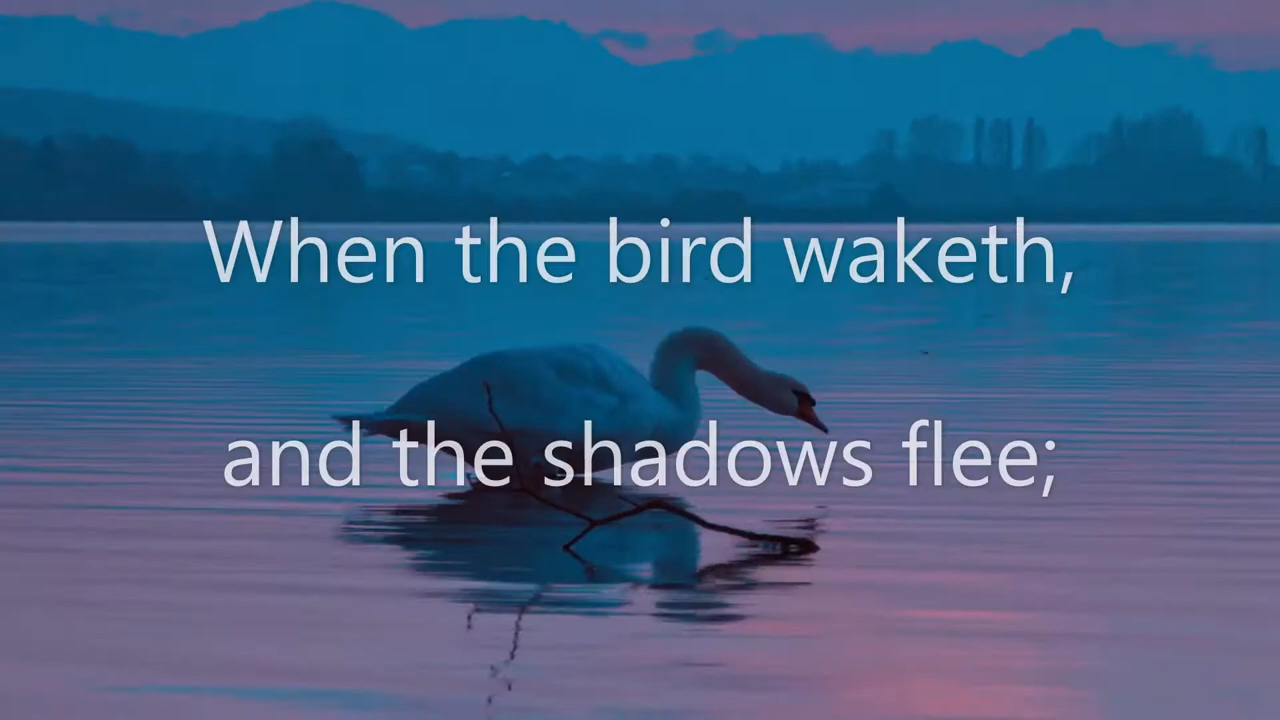 When the bird waketh,
and the shadows flee;